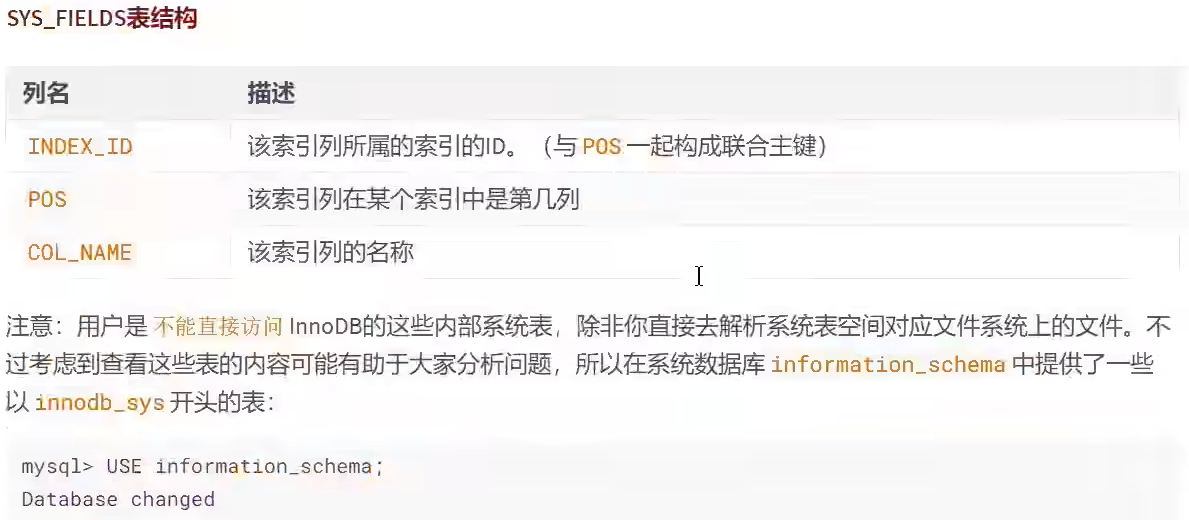 SYS_FIELDS表结构
列名 描述
INDEX_ID 该索引列所属的索引的ID。（与 POS 一起构成联合主键）
POS 该索引列在某个索引中是第几列
COL_NAME 该索引列的名称
注意：用户是 不能直接访问 InnoDB的这些内部系统表，除非你直接去解析系统表空间对应文件系统上的文件。不
过考虑到查看这些表的内容可能有助于大家分析问题，所以在系统数据库 information_schema 中提供了一些
以 innodb_sys 开头的表：
mysql> USE information_schema;
Database changed